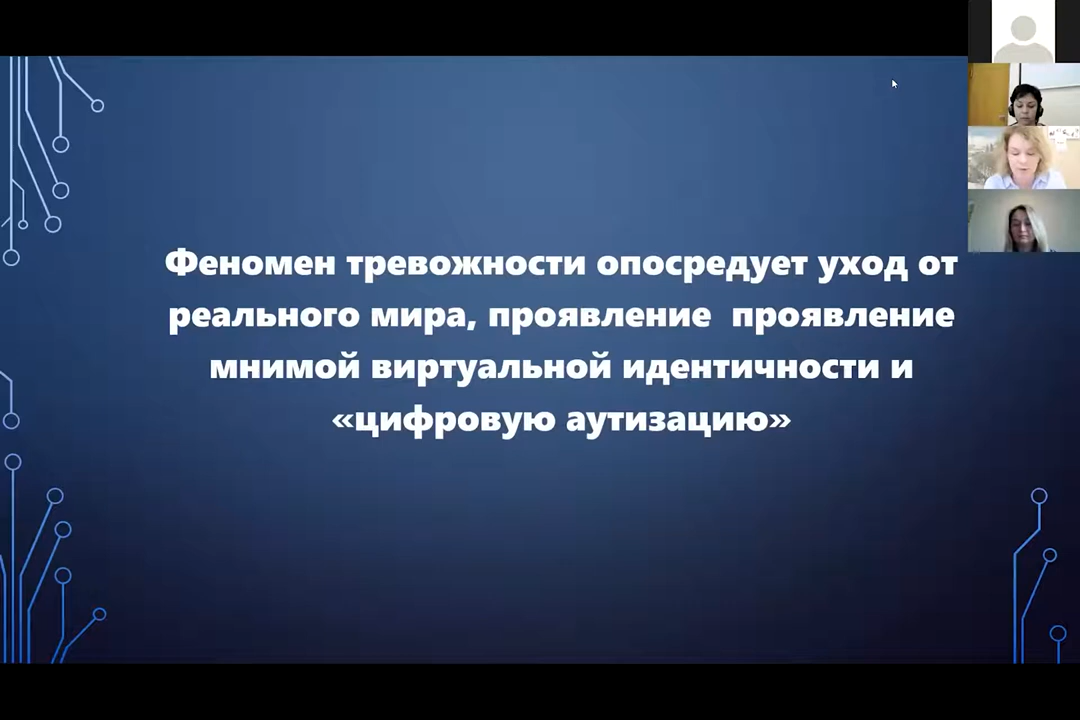 Феномен тревожности опосредует уход от
реального мира, проявление  проявление
мнимой виртуальной идентичности и
«цифровую аутизацию»